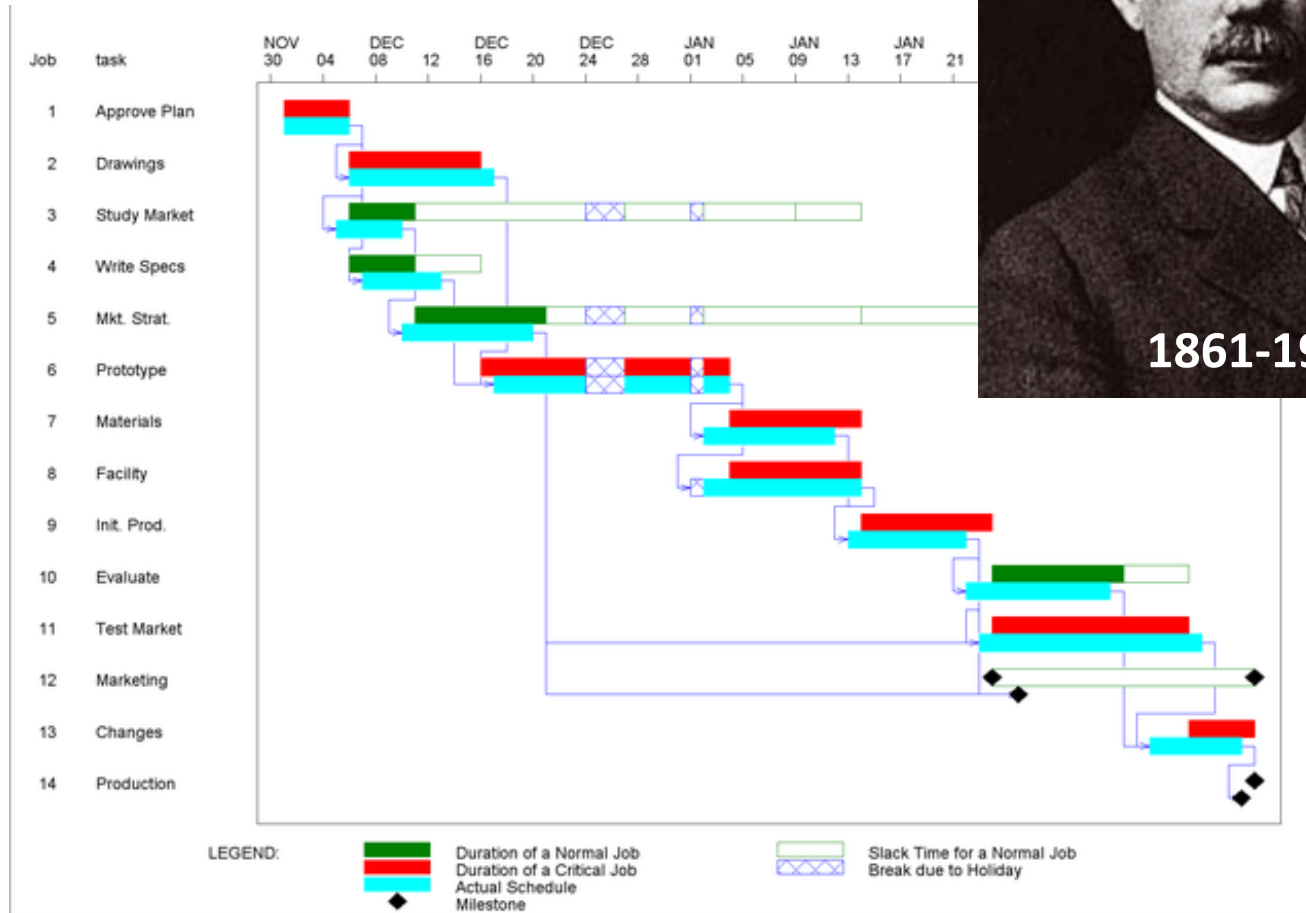 NOV DEC DEC DEC JAN JAN JAN
Job task 30 04 08 12 16 20 24 28 01 05 09 13 17 21
1 Approve Plan
2 Drawings
3 Study Market
4 Write Specs
5 Mkt. Strat.
6 Prototype
1861-19
7 Materials
8 Facility
9 Init. Prod.
10 Evaluate
11 Test Market
12 Marketing
13 Changes
14 Production
LEGEND:
Duration of a Normal Job
Duration of a Critical Job
Actual Schedule
Milestone
Slack Time for a Normal Job
Break due to Holiday